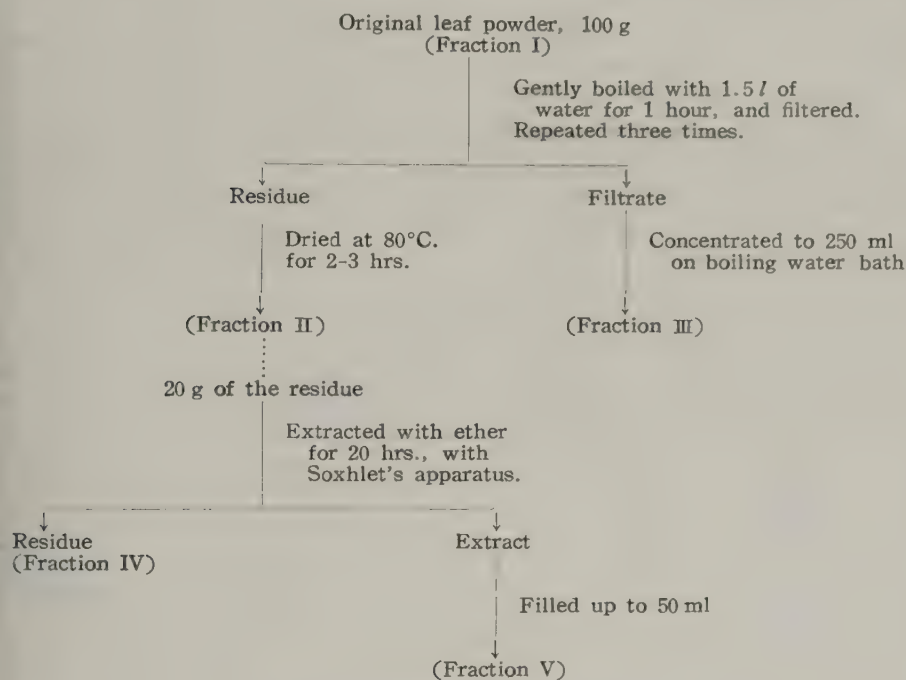 Original leaf powder, 100 g
(Fraction I)
Gently boiled with 1.5 l of
water for 1 hour, and filtered.
Repeated three times.
Residue
Filtrate
Dried at 80°C.
for 2-3 hrs.
Concentrated to 250 ml
on boiling water bath
(Fraction II)
(Fraction III)
20 g of the residue
Extracted with ether
for 20 hrs., with
Soxhlet's apparatus.
Residue
(Fraction IV)
Extract
Filled up to 50 ml
(Fraction V)